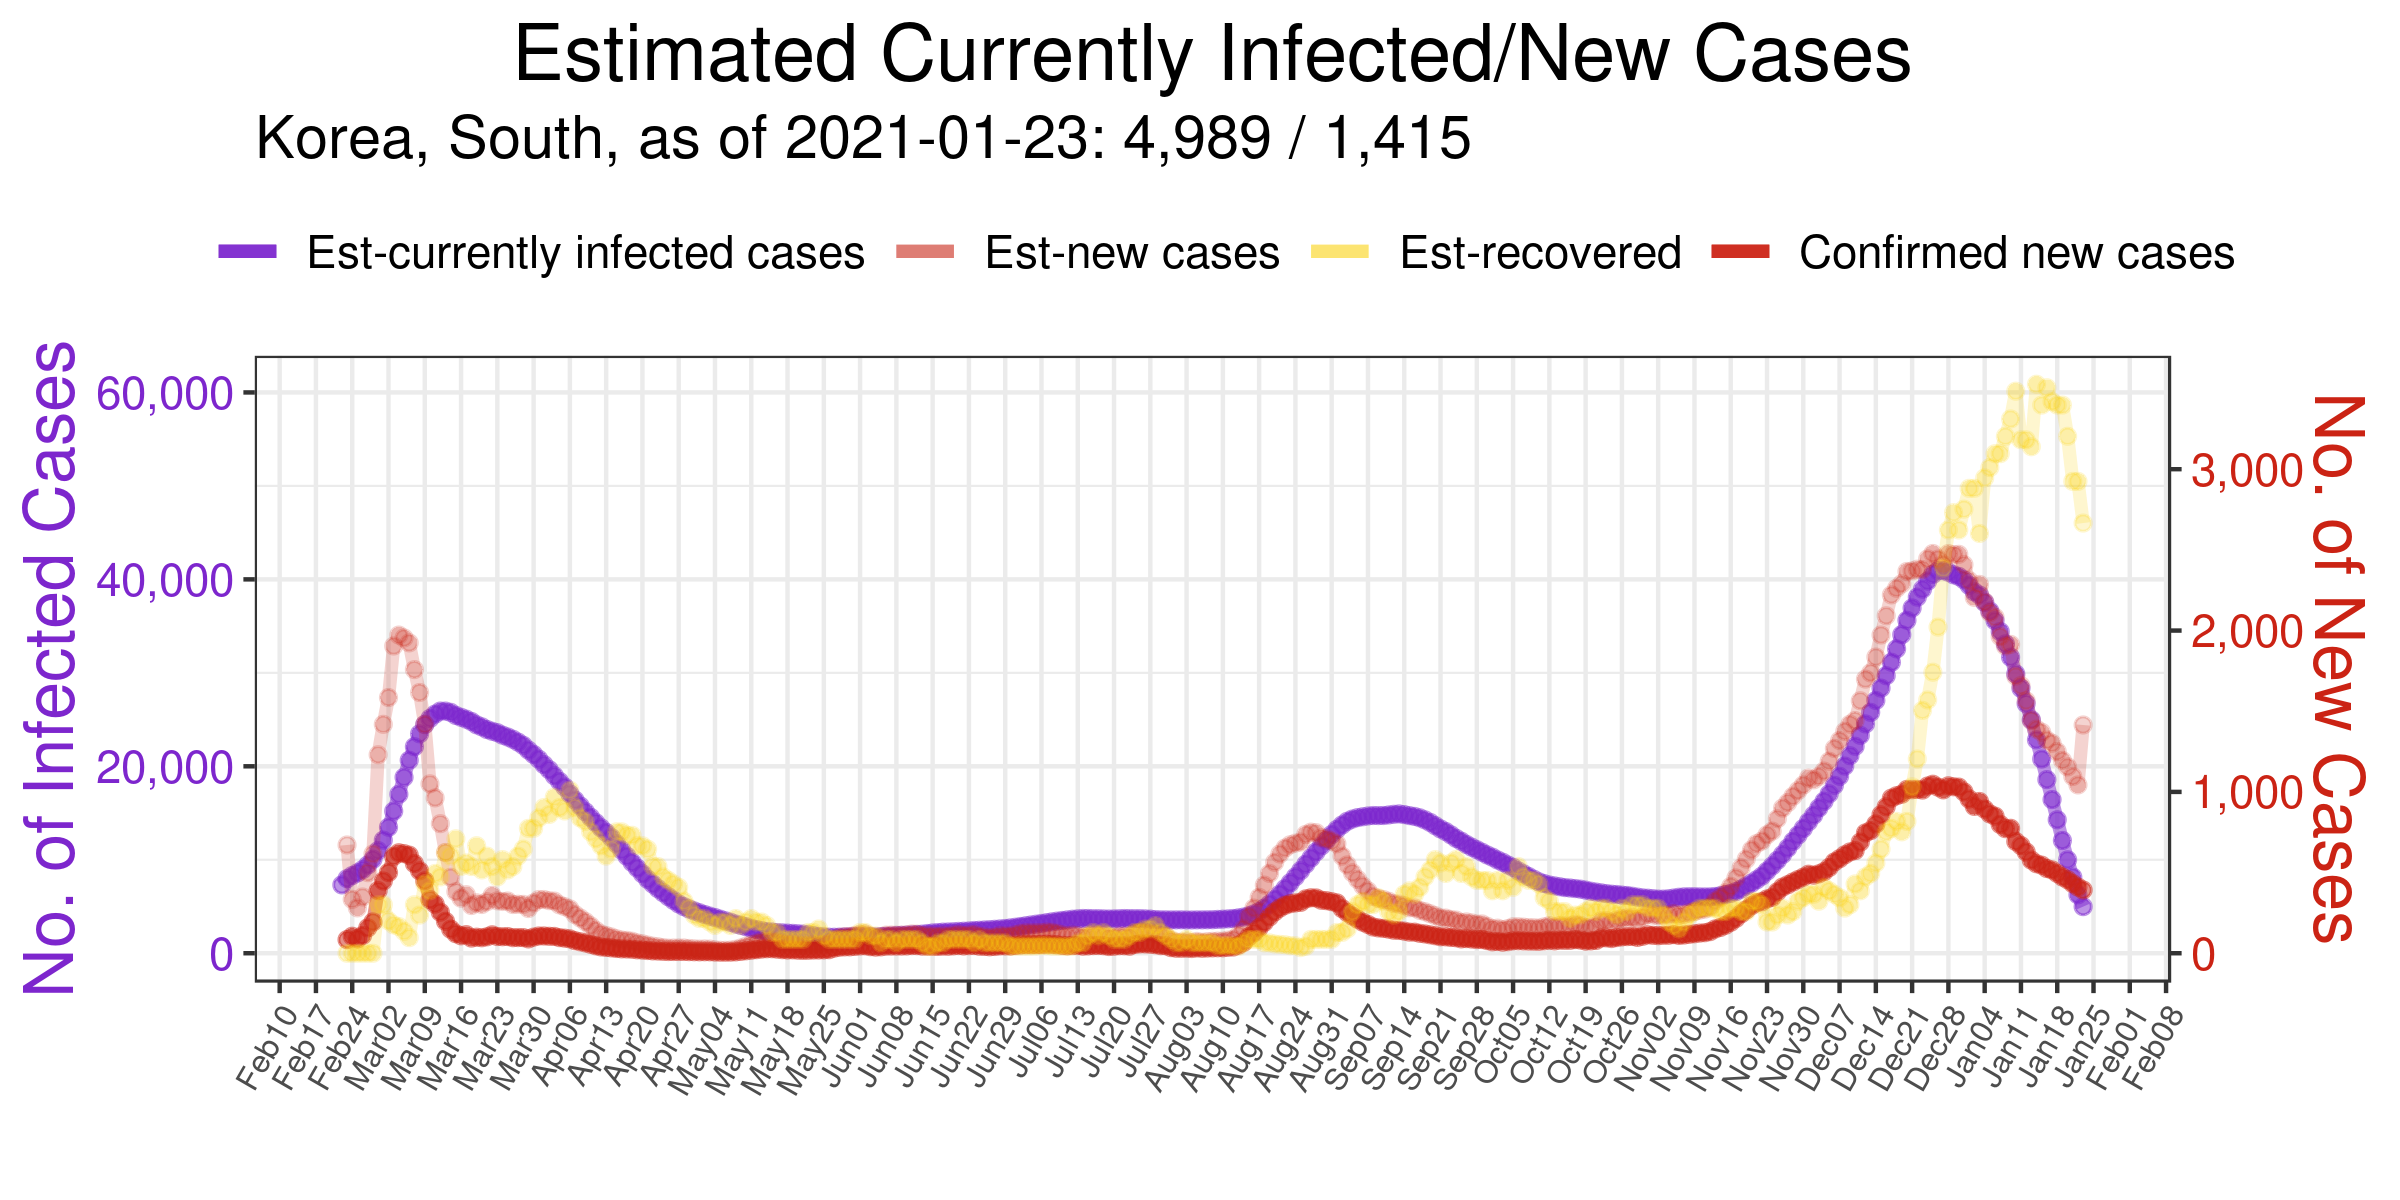 Estimated Currently Infected/New Cases
Korea, South, as of 2021-01-23: 4,989 / 1,415
Est-currently infected cases Est-new cases Est-recovered Confirmed new cases
No. of Infected Cases
60,000
40,000
20,000
0
3,000
2,000
1,000
0
No. of New Cases
Feb10 Feb17 Feb24 Mar02 Mar09 Mar16 Mar23 Mar30 Apr06 Apr13 Apr20 Apr27 May04 May11 May18 May25 Jun01 Jun08 Jun15 Jun22 Jun29 Jul06 Jul13 Jul20 Jul27 Aug03 Aug10 Aug17 Aug24 Aug31 Sep07 Sep14 Sep21 Sep28 Oct05 Oct12 Oct19 Oct26 Nov02 Nov09 Nov16 Nov23 Nov30 Dec07 Dec14 Dec21 Dec28 Jan04 Jan11 Jan18 Jan25 Feb01 Feb08